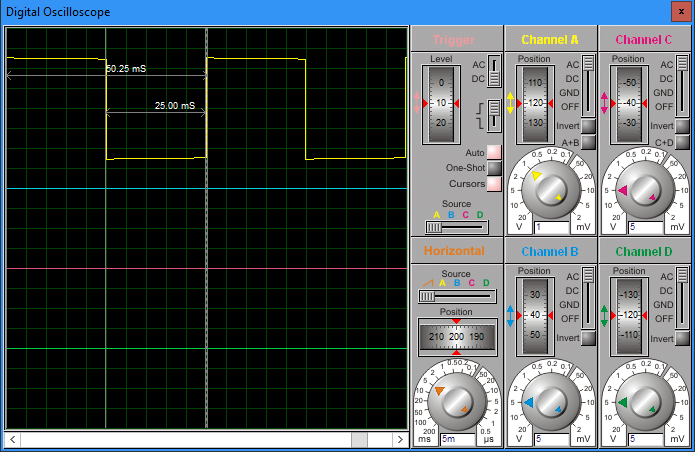 Digital Oscilloscope
x
50.25 mS
25.00 mS
Trigger
Level
0
10
20
AC
DC
Auto
One-Shot
Cursors
Source
A B C D
Channel A
Position
110
120
130
AC
DC
GND
OFF
Invert
A+B
1 0.5 0.2 0.1
2 50
5 20
10 10
20 5
2
V 1 mV
Channel C
Position
-50
-40
-30
AC
DC
GND
OFF
Invert
C+D
1 0.5 0.2 0.1
2 50
5 20
10 10
20 5
2
V 5 mV
Horizontal
Source
A B C D
Position
210 200 190
1 0.5 0.2 0.1
2 50
5 20
10 10
20 5
50 2
100 1
200 0.5
ms 5m µs
Channel B
Position
30
40
50
AC
DC
GND
OFF
Invert
1 0.5 0.2 0.1
2 50
5 20
10 10
20 5
2
V 5 mV
Channel D
Position
-130
-120
-110
AC
DC
GND
OFF
Invert
1 0.5 0.2 0.1
2 50
5 20
10 10
20 5
2
V 5 mV